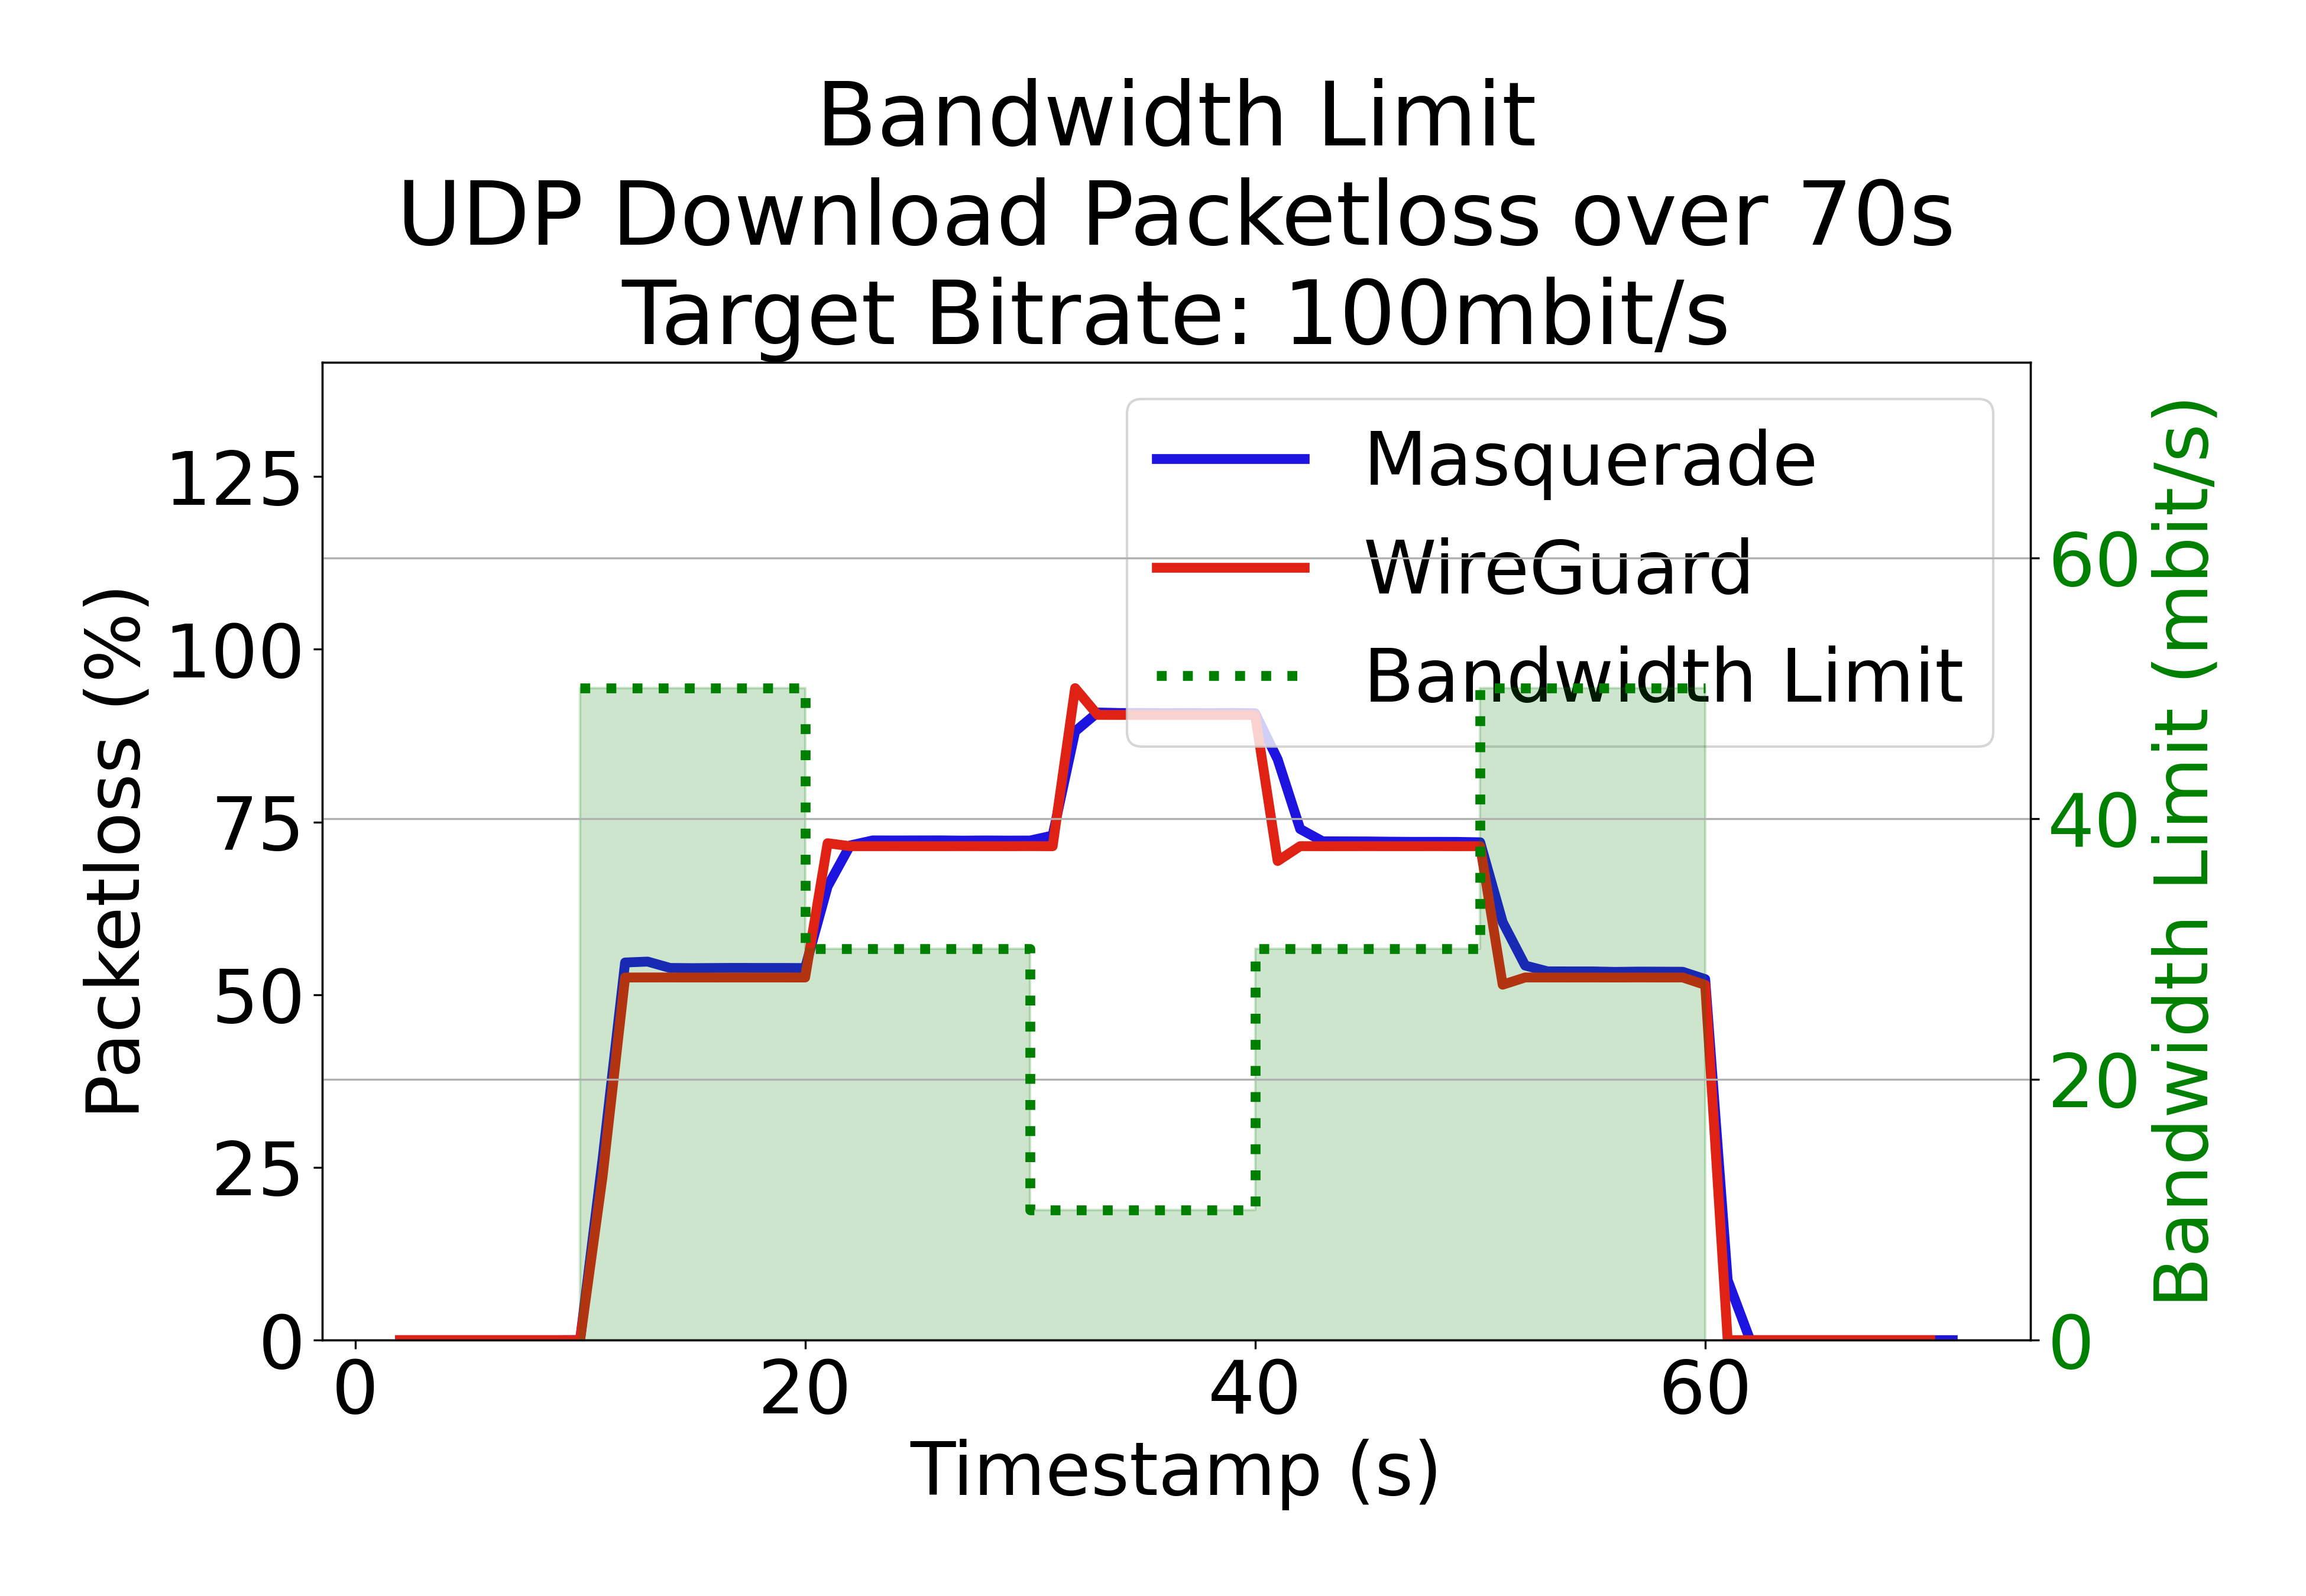 Bandwidth Limit
UDP Download Packetloss over 70s
Target Bitrate: 100mbit/s
Masquerade
WireGuard
Bandwidth Limit
Packetloss (%)
125
100
75
50
25
0
Bandwidth Limit (mbit/s)
60
40
20
0
0 20 40 60
Timestamp (s)